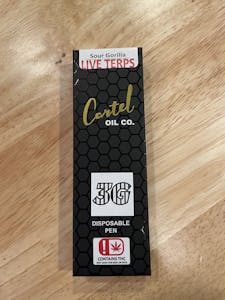 Sour Gorilla
LIVE TERPS
Cartel
OIL CO.
3G
DISPOSABLE
PEN
CONTAINS THC